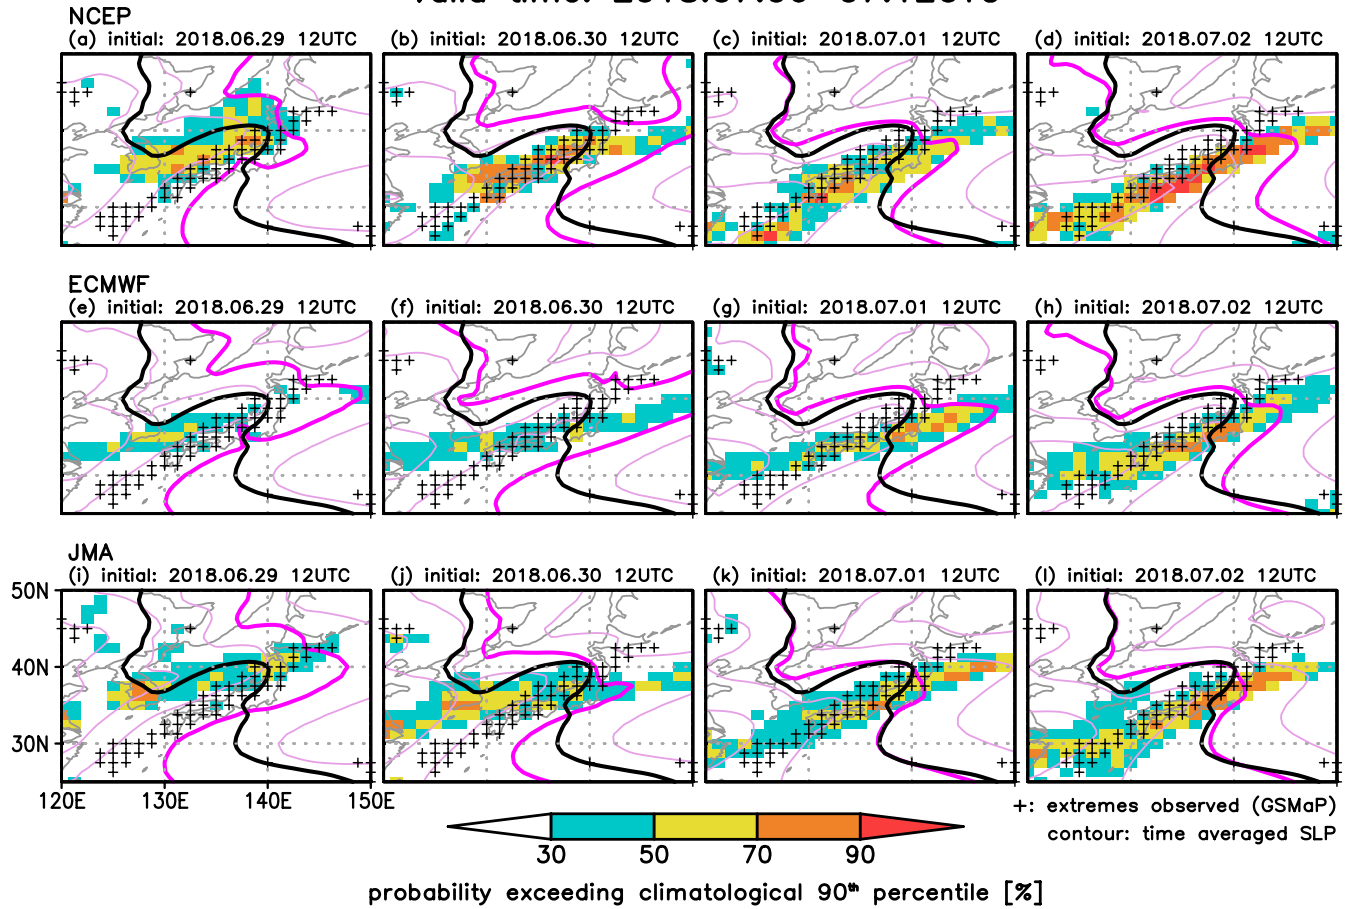 NCEP
(a) initial: 2018.06.29 12UTC
(b) initial: 2018.06.30 12UTC
(c) initial: 2018.07.01 12UTC
(d) initial: 2018.07.02 12UTC
ECMWF
(e) initial: 2018.06.29 12UTC
(f) initial: 2018.06.30 12UTC
(g) initial: 2018.07.01 12UTC
(h) initial: 2018.07.02 12UTC
JMA
(i) initial: 2018.06.29 12UTC
(j) initial: 2018.06.30 12UTC
(k) initial: 2018.07.01 12UTC
(l) initial: 2018.07.02 12UTC
50N
40N
30N
120E 130E 140E 150E
+: extremes observed (GSMaP)
contour: time averaged SLP
30 50 70 90
probability exceeding climatological 90th percentile [%]